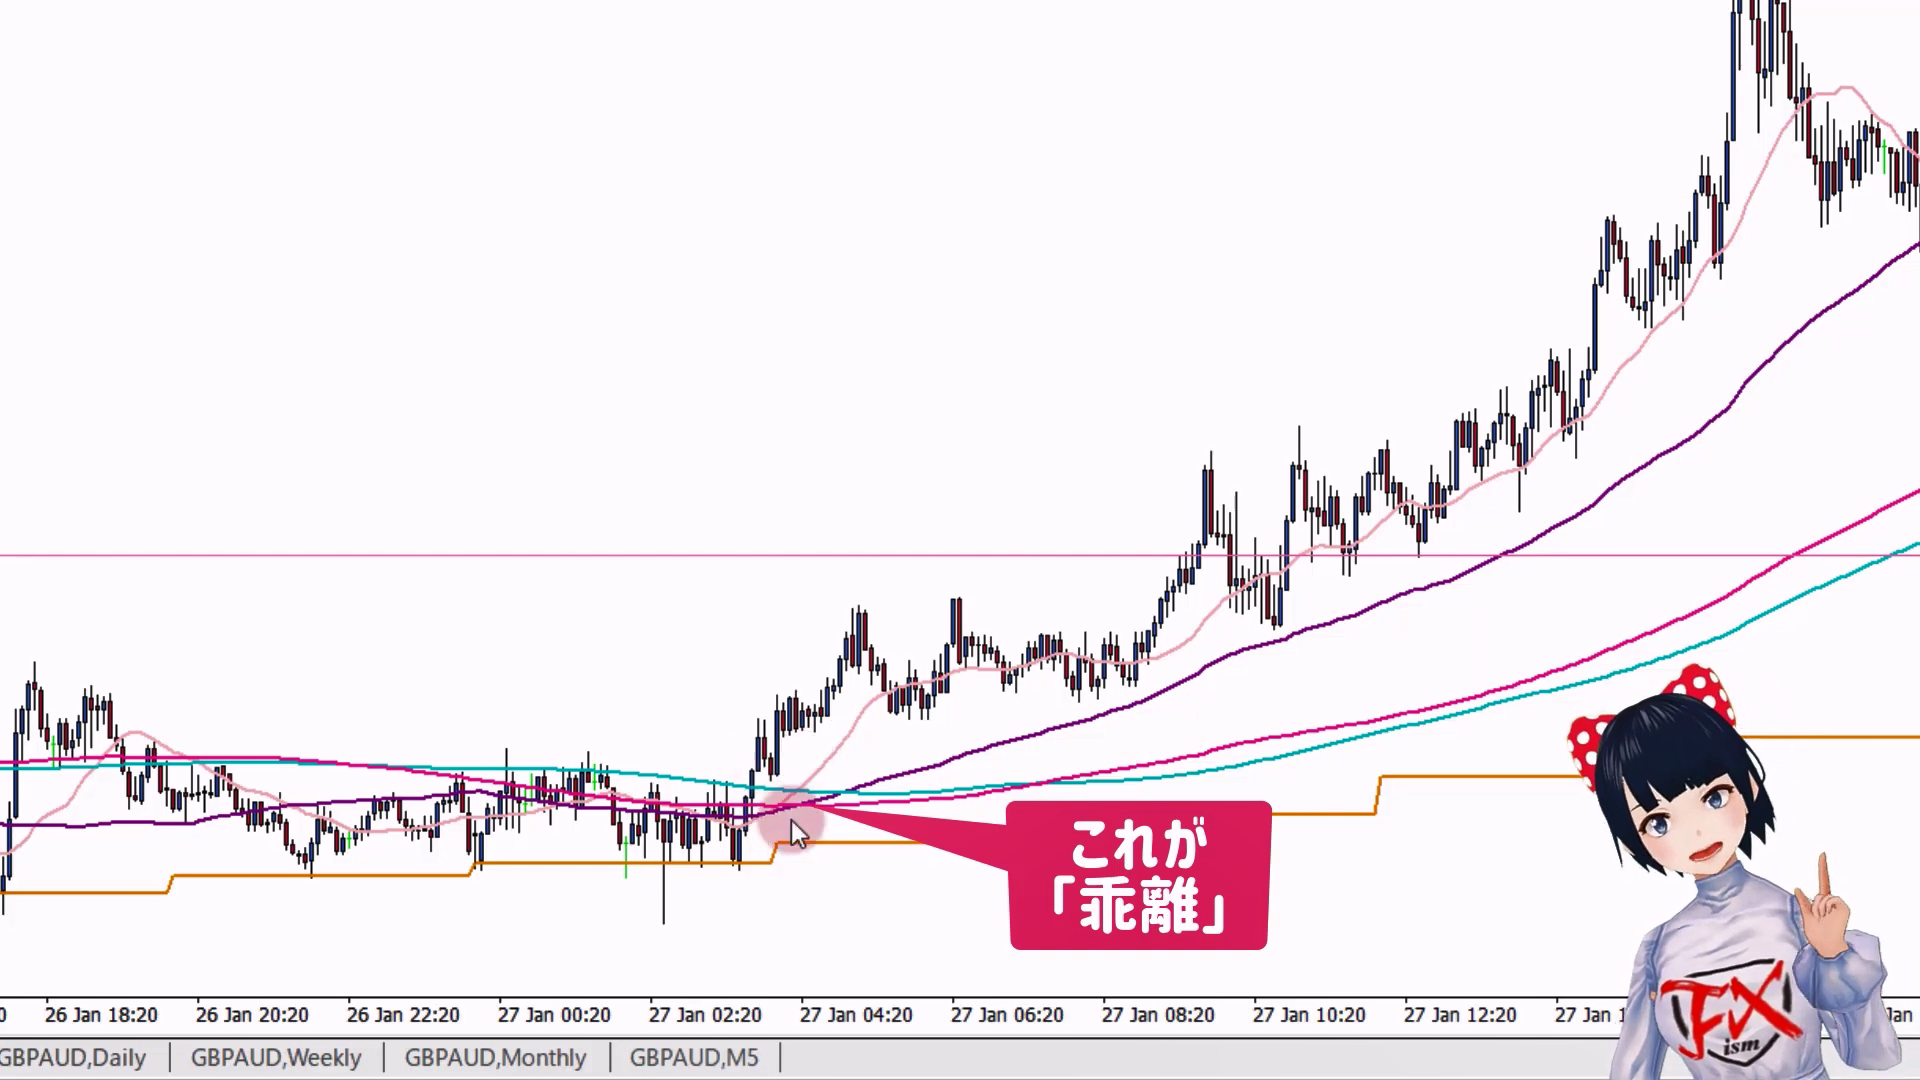 これが
「乖離」
26 Jan 18:20 26 Jan 20:20 26 Jan 22:20 27 Jan 00:20 27 Jan 02:20 27 Jan 04:20 27 Jan 06:20 27 Jan 08:20 27 Jan 10:20 27 Jan 12:20 27 Jan 1
FX
ism
GBPAUD,Daily | GBPAUD,Weekly | GBPAUD,Monthly | GBPAUD,M5 |